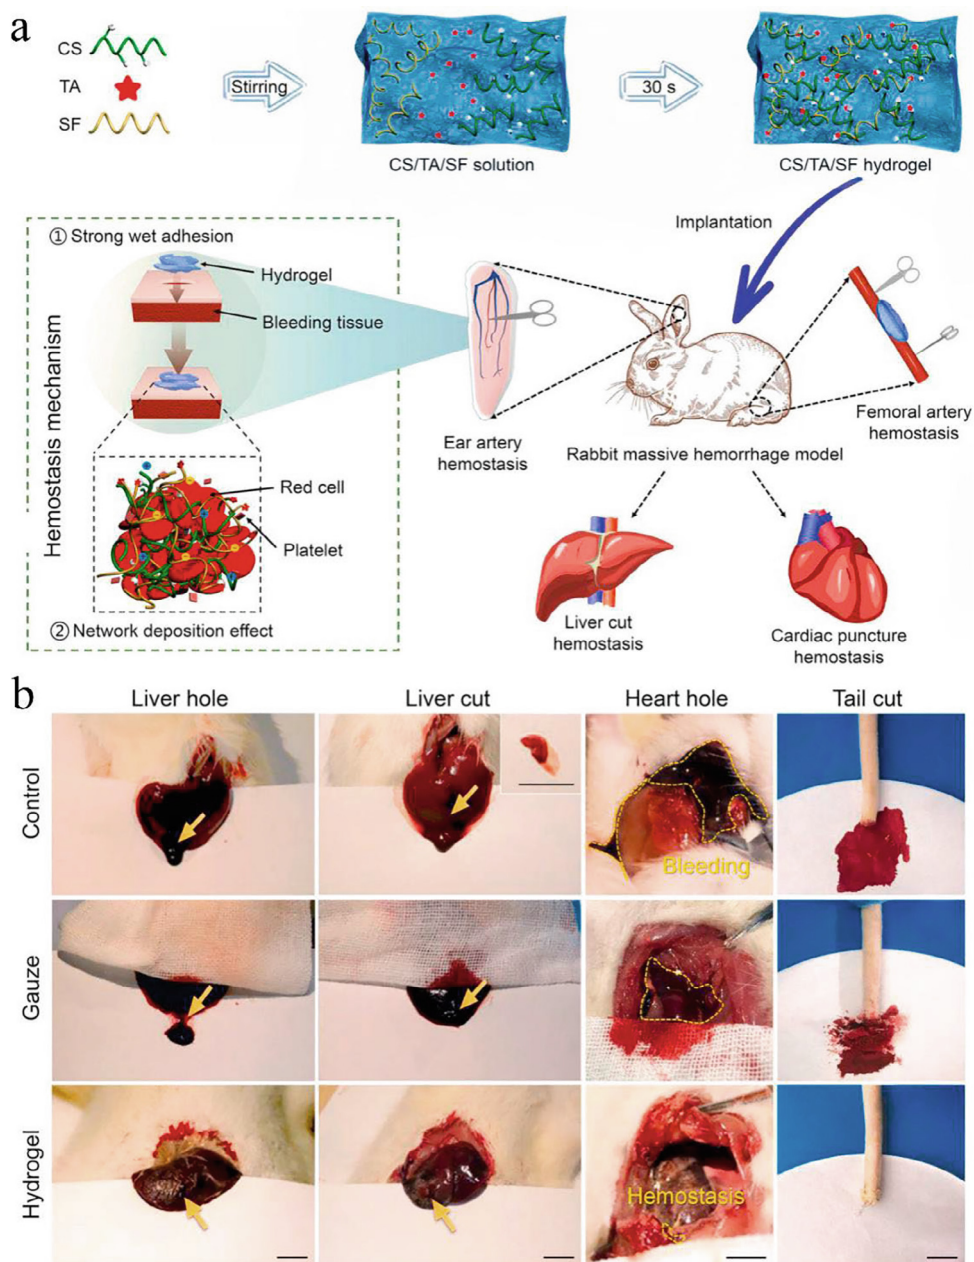 a
CS
TA
SF
Stirring
30 s
CS/TA/SF solution
CS/TA/SF hydrogel
Implantation
① Strong wet adhesion
Hydrogel
Bleeding tissue
Hemostasis mechanism
Red cell
Platelet
② Network deposition effect
Ear artery
hemostasis
Rabbit massive hemorrhage model
Femoral artery
hemostasis
Liver cut
hemostasis
Cardiac puncture
hemostasis
b
Liver hole
Liver cut
Heart hole
Tail cut
Control
Bleeding
Gauze
Hydrogel
Hemostasis